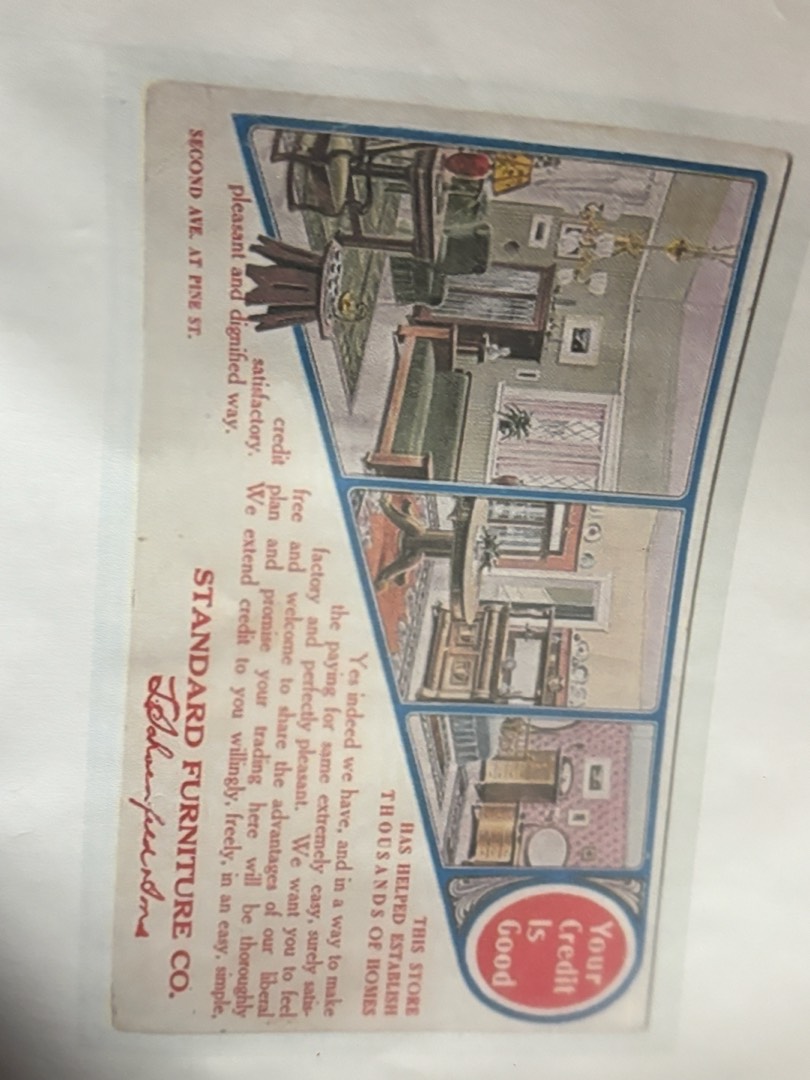 Your
Credit
Is
Good
THIS STORE
HAS HELPED ESTABLISH
THOUSANDS OF HOMES
Yes indeed we have, and in a way to make
the paying for same extremely easy, surely satis-
factory and perfectly pleasant. We want you to feel
free and welcome to share the advantages of our liberal
credit plan and promise your trading here will be thoroughly
satisfactory. We extend credit to you willingly, freely, in an easy, simple,
pleasant and dignified way.
STANDARD FURNITURE CO.
SECOND AVE. AT PINE ST.
L. Schoenfeld & Sons